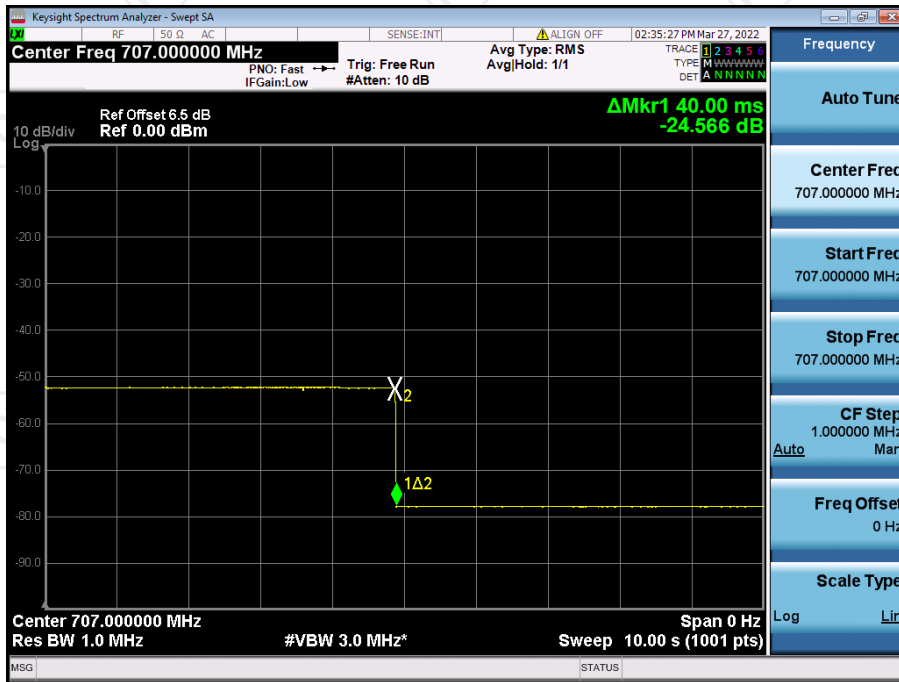 Keysight Spectrum Analyzer - Swept SA
LXI RF 50 Ω AC SENSE:INT ALIGN OFF 02:35:27 PM Mar 27, 2022
Center Freq 707.000000 MHz
PNO: Fast
IFGain:Low
Trig: Free Run
#Atten: 10 dB
Avg Type: RMS
Avg|Hold: 1/1
TRACE 1 2 3 4 5 6
TYPE M WWWWW
DET A N N N N N
Ref Offset 6.5 dB
10 dB/div Ref 0.00 dBm
Log
ΔMkr1 40.00 ms
-24.566 dB
-10.0
-20.0
-30.0
-40.0
-50.0
-60.0
-70.0
-80.0
-90.0
2
1Δ2
Center 707.000000 MHz Span 0 Hz
Res BW 1.0 MHz #VBW 3.0 MHz* Sweep 10.00 s (1001 pts)
MSG STATUS
Frequency
Auto Tune
Center Freq
707.000000 MHz
Start Freq
707.000000 MHz
Stop Freq
707.000000 MHz
CF Step
1.000000 MHz
Auto Man
Freq Offset
0 Hz
Scale Type
Log Lin